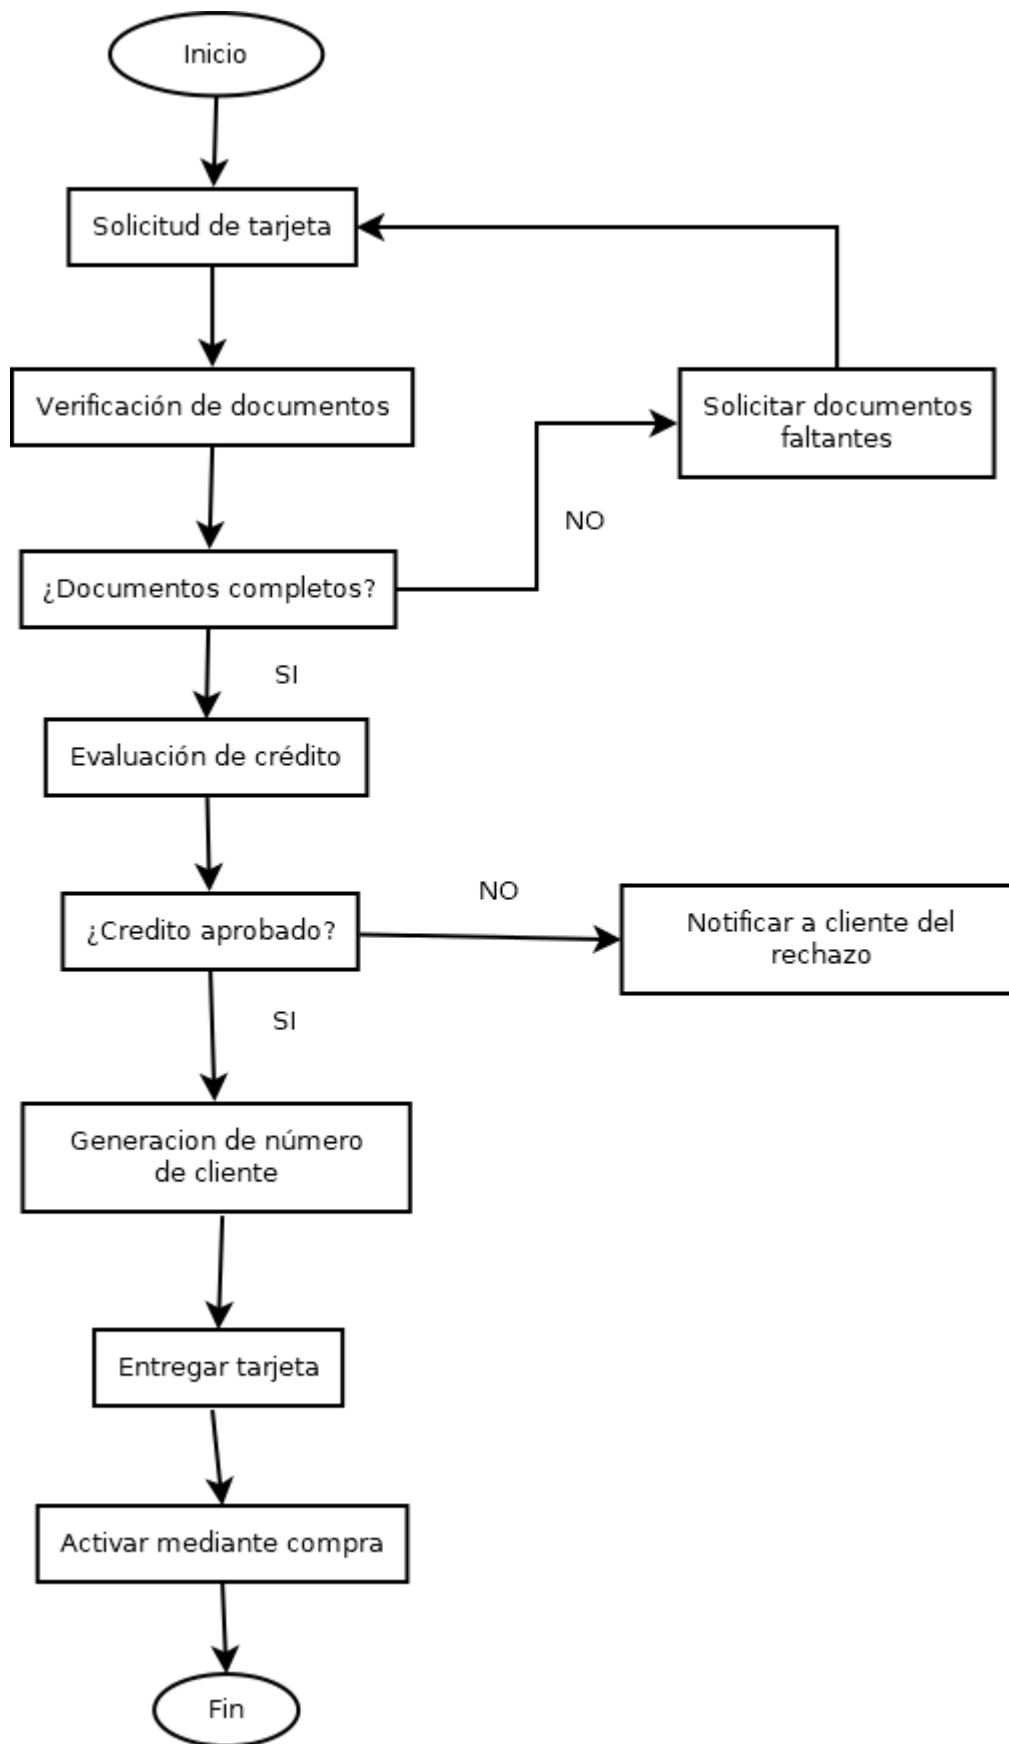 Inicio
Solicitud de tarjeta
Verificación de documentos
Solicitar documentos
faltantes
NO
¿Documentos completos?
SI
Evaluación de crédito
¿Credito aprobado?
NO
Notificar a cliente del
rechazo
SI
Generacion de número
de cliente
Entregar tarjeta
Activar mediante compra
Fin